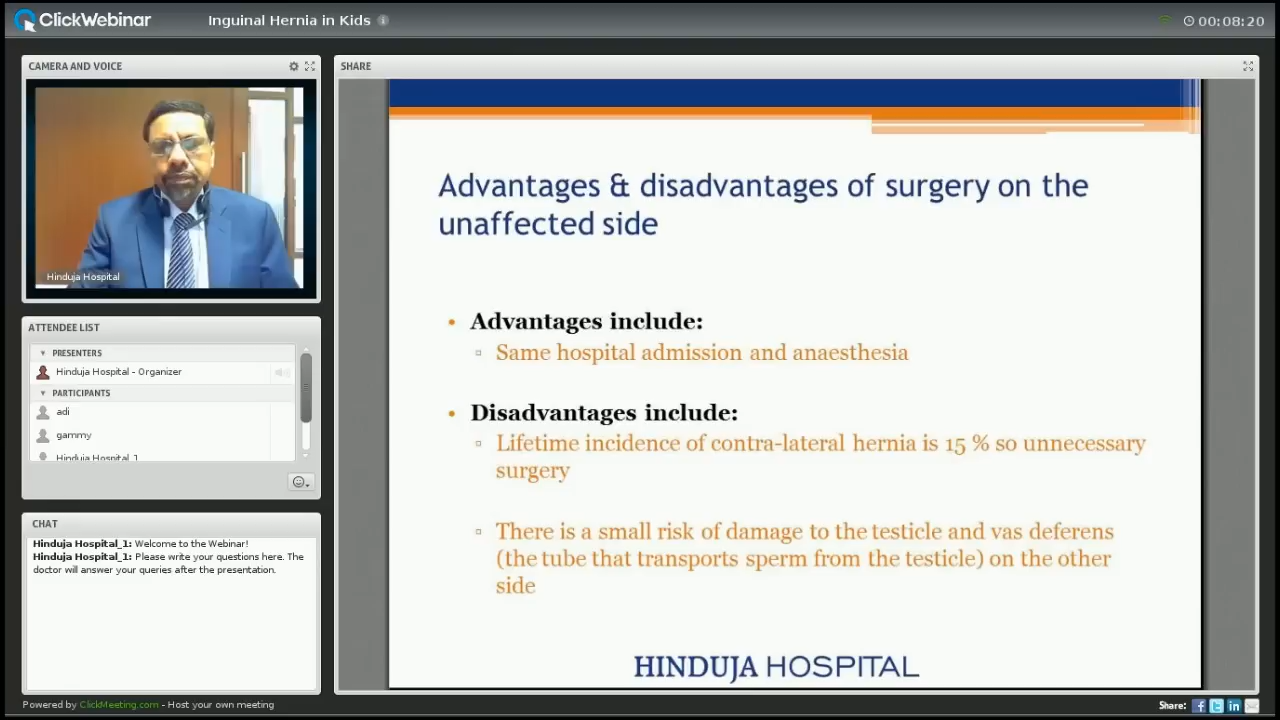 ClickWebinar
Inguinal Hernia in Kids
00:08:20
CAMERA AND VOICE
Hinduja Hospital
ATTENDEE LIST
PRESENTERS
Hinduja Hospital - Organizer
PARTICIPANTS
adi
gammy
Hinduja Hospital_1
CHAT
Hinduja Hospital_1: Welcome to the Webinar!
Hinduja Hospital_1: Please write your questions here. The
doctor will answer your queries after the presentation.
SHARE
Advantages & disadvantages of surgery on the
unaffected side
• Advantages include:
▫ Same hospital admission and anaesthesia
• Disadvantages include:
▫ Lifetime incidence of contra-lateral hernia is 15 % so unnecessary
surgery
▫ There is a small risk of damage to the testicle and vas deferens
(the tube that transports sperm from the testicle) on the other
side
HINDUJA HOSPITAL
Powered by ClickMeeting.com - Host your own meeting
Share: